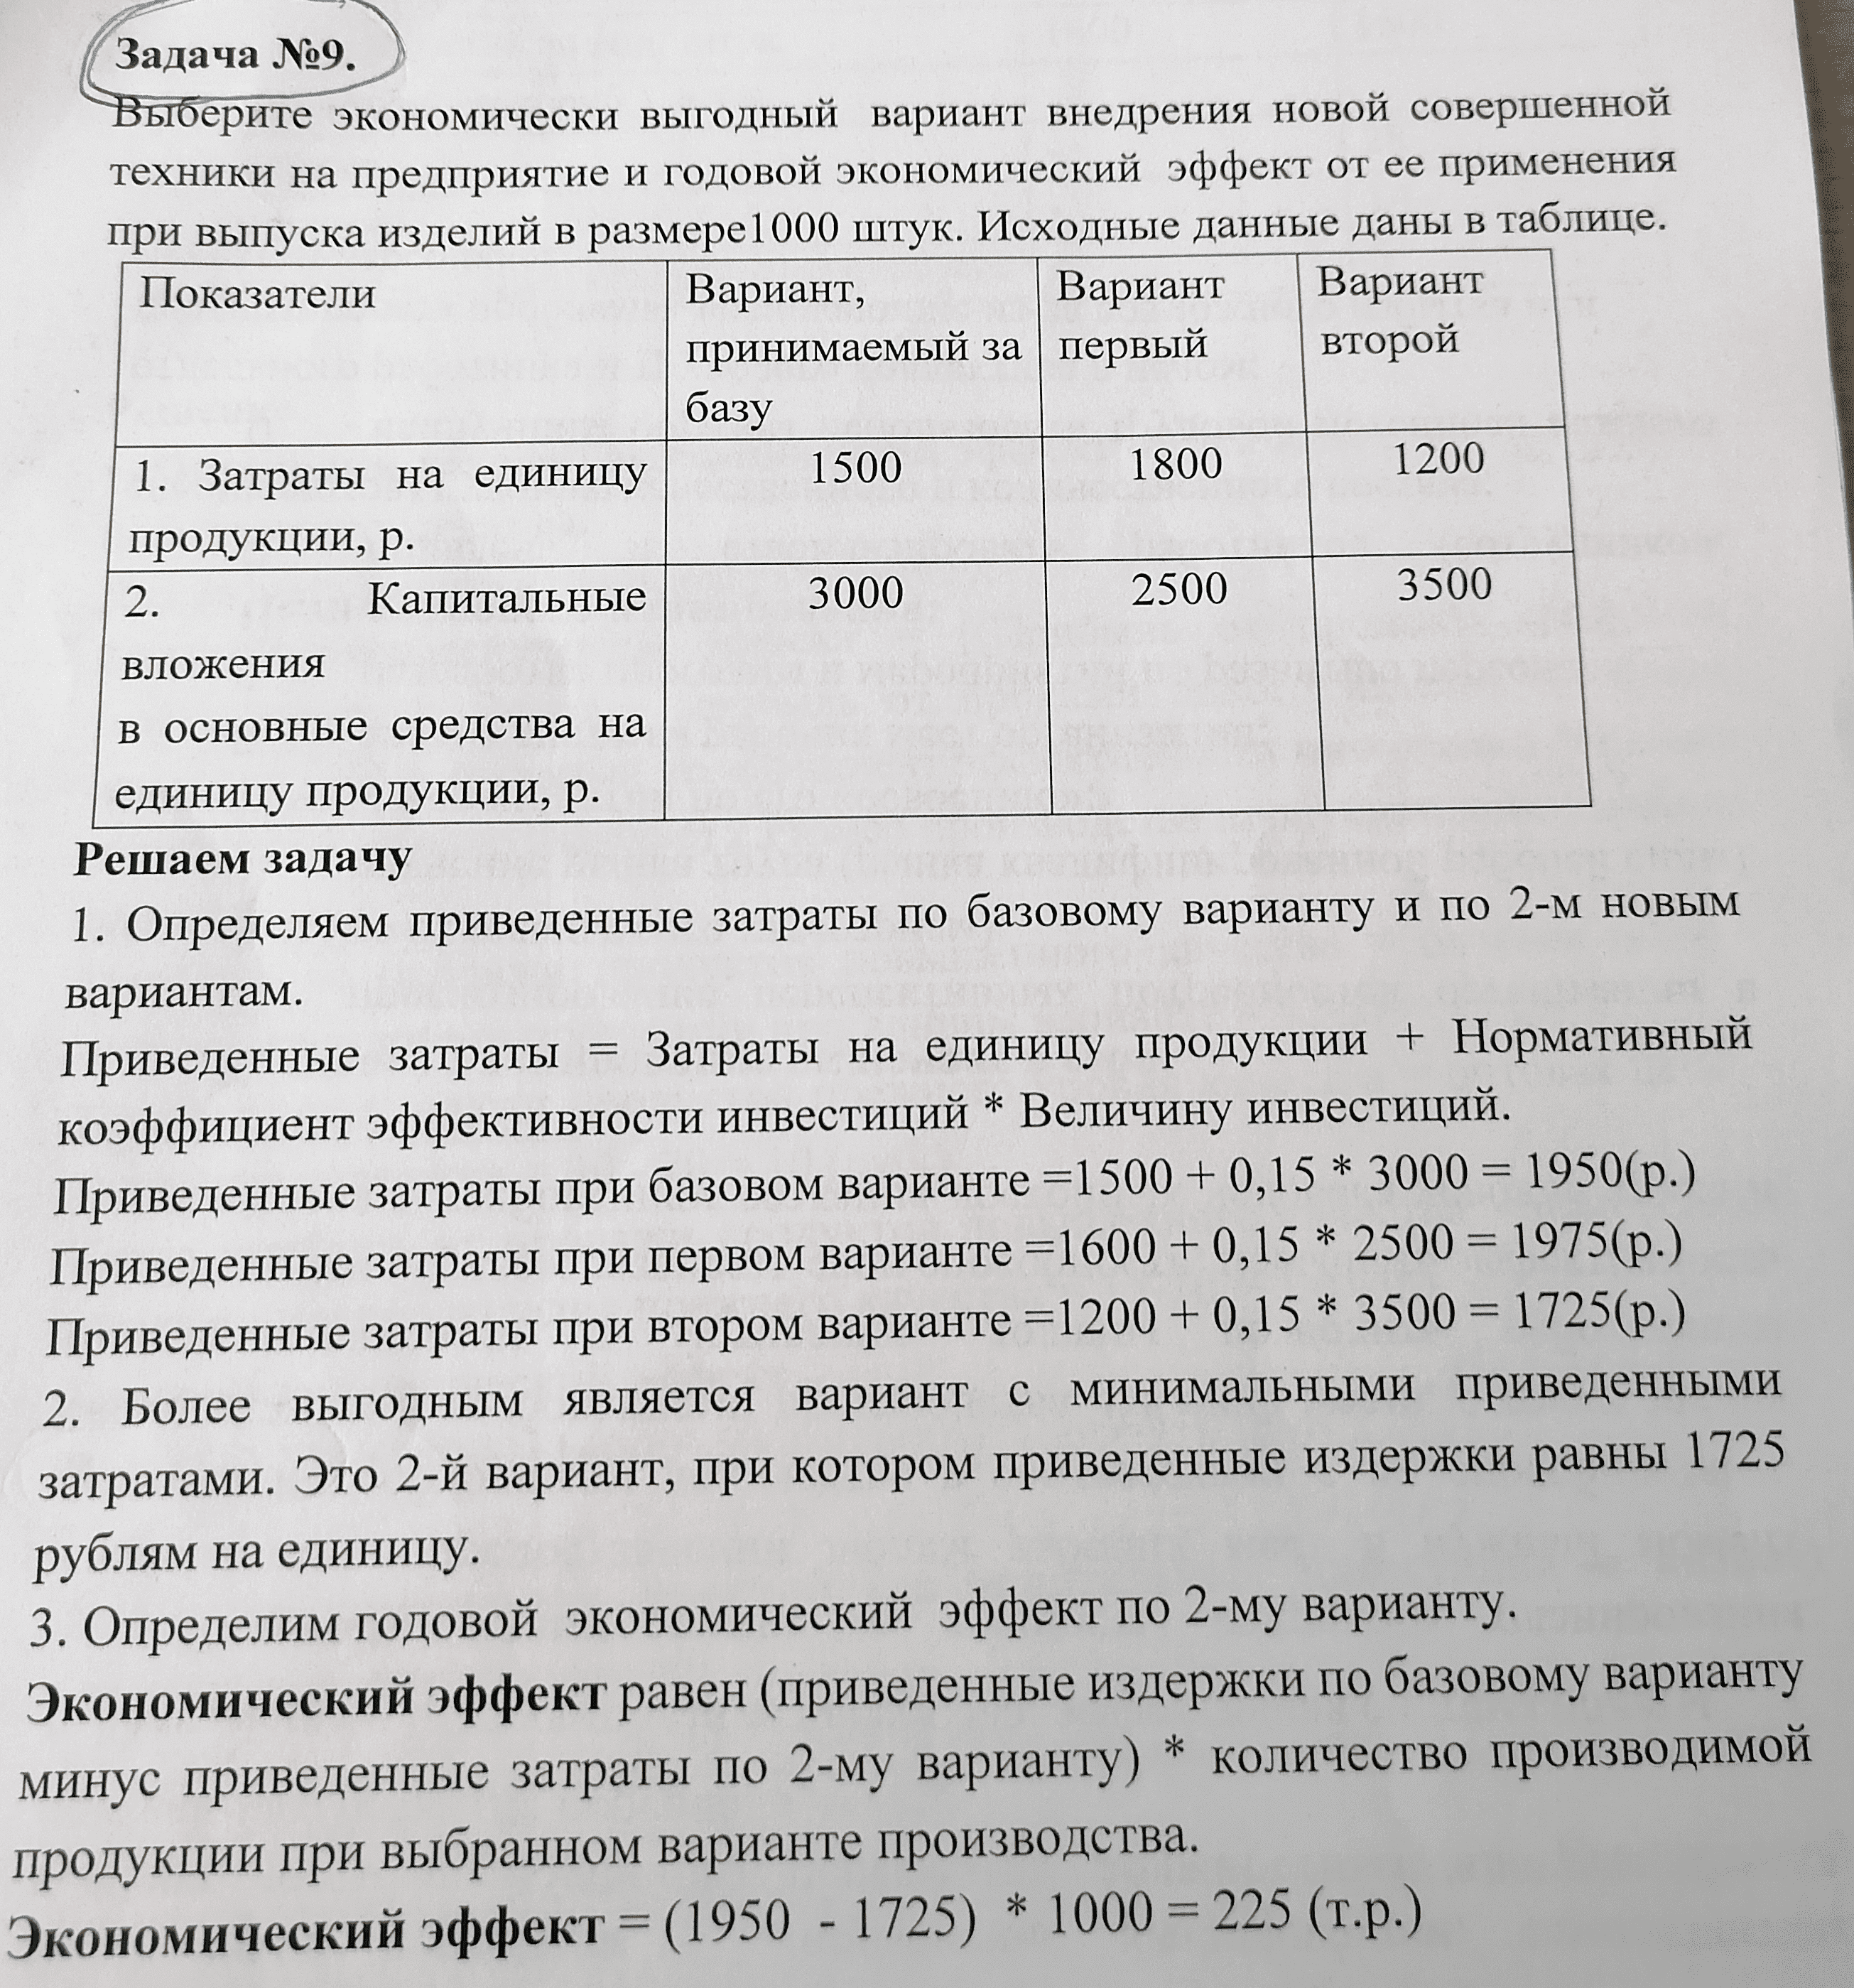 Задача №9.
Выберите экономически выгодный вариант внедрения новой совершенной
техники на предприятие и годовой экономический эффект от ее применения
при выпуска изделий в размере1000 штук. Исходные данные даны в таблице.
Показатели
Вариант,
принимаемый за
базу
Вариант
первый
Вариант
второй
1. Затраты на единицу
продукции, р.
1500
1800
1200
2. Капитальные
вложения
в основные средства на
единицу продукции, р.
3000
2500
3500
Решаем задачу
1. Определяем приведенные затраты по базовому варианту и по 2-м новым
вариантам.
Приведенные затраты = Затраты на единицу продукции + Нормативный
коэффициент эффективности инвестиций * Величину инвестиций.
Приведенные затраты при базовом варианте =1500 + 0,15 * 3000 = 1950(р.)
Приведенные затраты при первом варианте =1600 + 0,15 * 2500 = 1975(р.)
Приведенные затраты при втором варианте =1200 + 0,15 * 3500 = 1725(р.)
2. Более выгодным является вариант с минимальными приведенными
затратами. Это 2-й вариант, при котором приведенные издержки равны 1725
рублям на единицу.
3. Определим годовой экономический эффект по 2-му варианту.
Экономический эффект равен (приведенные издержки по базовому варианту
минус приведенные затраты по 2-му варианту) * количество производимой
продукции при выбранном варианте производства.
Экономический эффект = (1950 - 1725) * 1000 = 225 (т.р.)